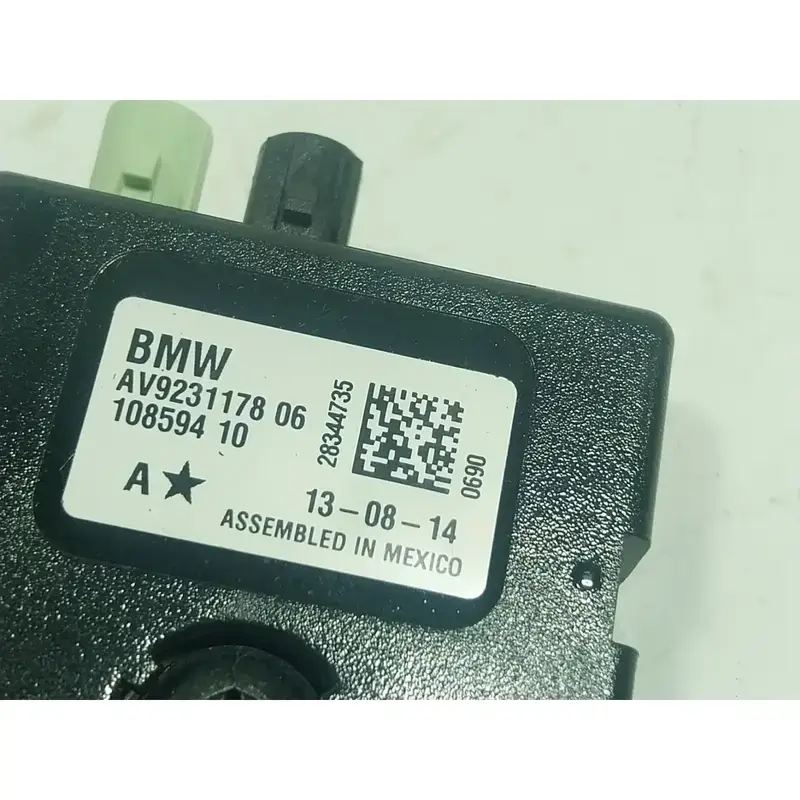 BMW
AV9231178 06
108594 10
A★
28344735
0690
13-08-14
ASSEMBLED IN MEXICO